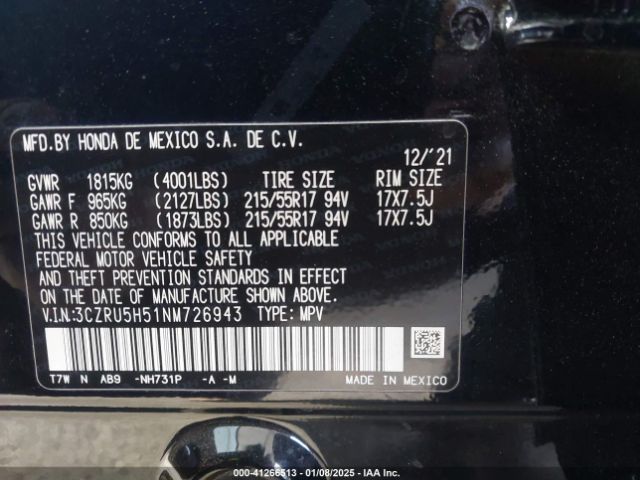 MFD.BY HONDA DE MEXICO S.A. DE C.V.
12/'21
GVWR 1815KG (4001LBS) TIRE SIZE RIM SIZE
GAWR F 965KG (2127LBS) 215/55R17 94V 17X7.5J
GAWR R 850KG (1873LBS) 215/55R17 94V 17X7.5J
THIS VEHICLE CONFORMS TO ALL APPLICABLE
FEDERAL MOTOR VEHICLE SAFETY
AND THEFT PREVENTION STANDARDS IN EFFECT
ON THE DATE OF MANUFACTURE SHOWN ABOVE.
V.I.N:3CZRU5H51NM726943 TYPE: MPV
T7W N AB9 -NH731P -A -M MADE IN MEXICO
000-41266513 - 01/08/2025 - IAA Inc.